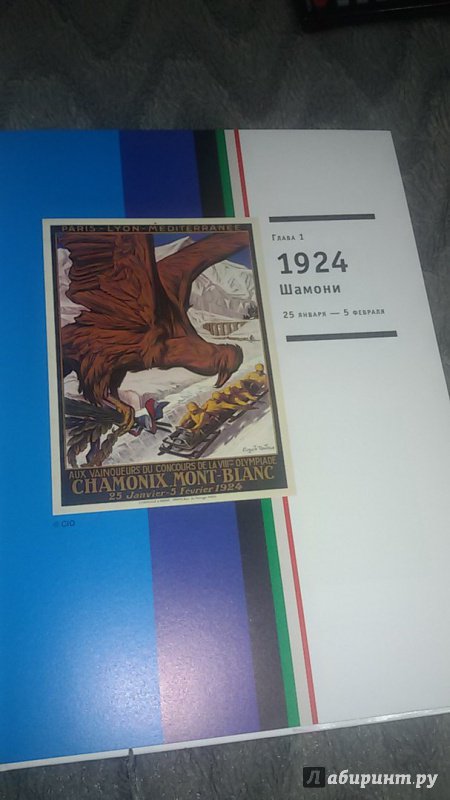 PARIS - LYON - MEDITERRANEE
AUX VAINQUEURS DU CONCOURS DE LA VIIIme OLYMPIADE
CHAMONIX MONT-BLANC
25 Janvier - 5 Février 1924
© CIO
Глава 1
1924
Шамони
25 января — 5 февраля
Лабиринт.ру